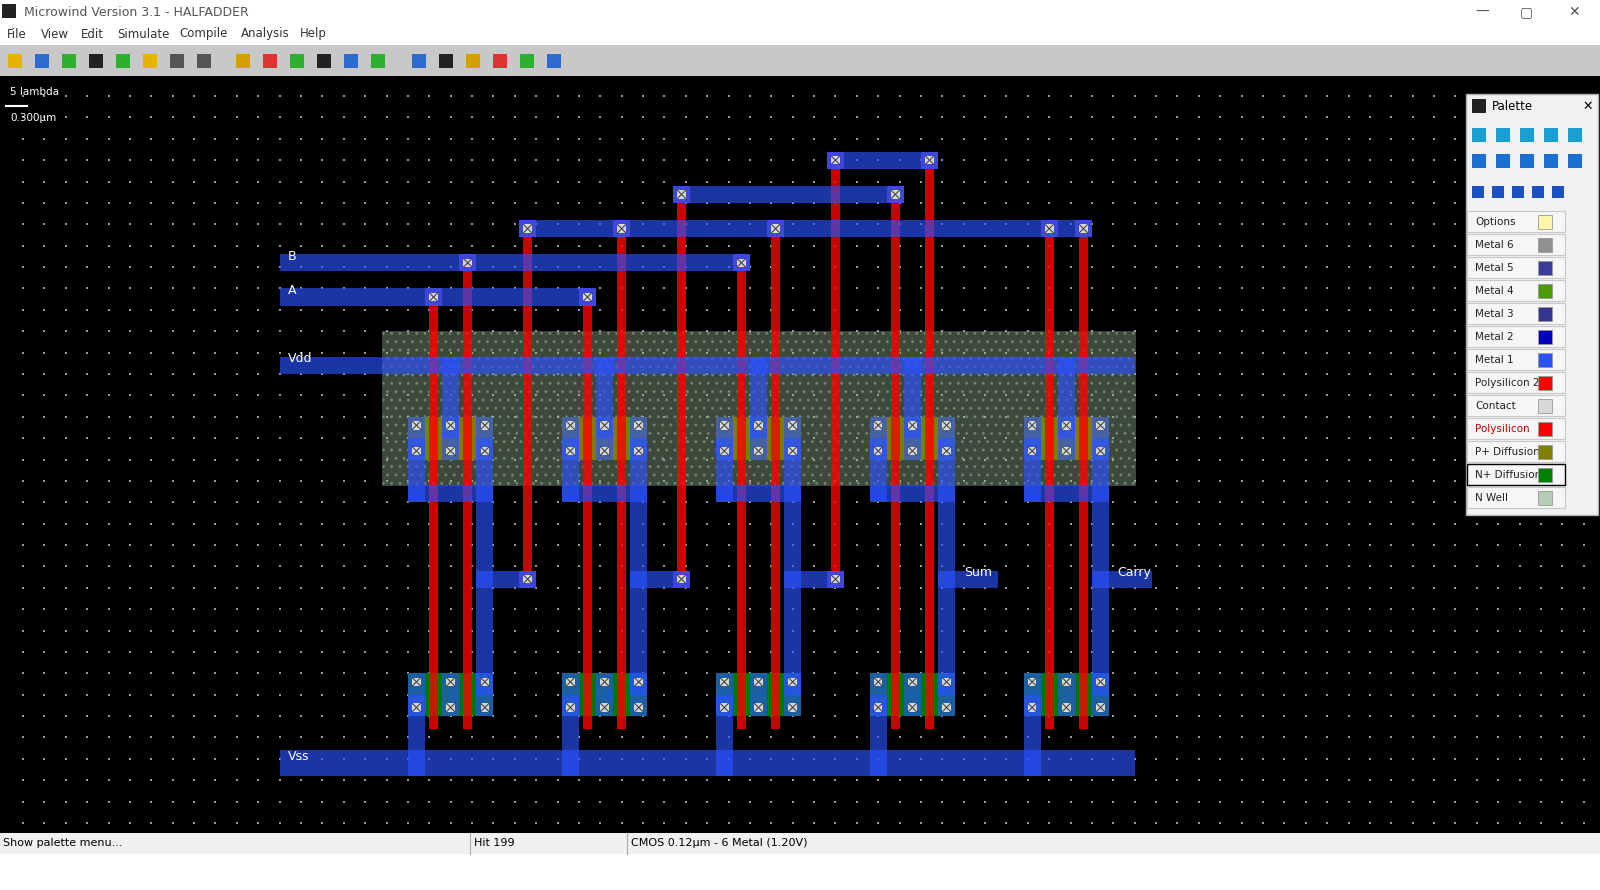 Microwind Version 3.1 - HALFADDER
File View Edit Simulate Compile Analysis Help
5 lambda
0.300μm
B
A
Vdd
Sum
Carry
Vss
Palette
Options
Metal 6
Metal 5
Metal 4
Metal 3
Metal 2
Metal 1
Polysilicon 2
Contact
Polysilicon
P+ Diffusion
N+ Diffusion
N Well
Show palette menu...
Hit 199
CMOS 0.12μm - 6 Metal (1.20V)